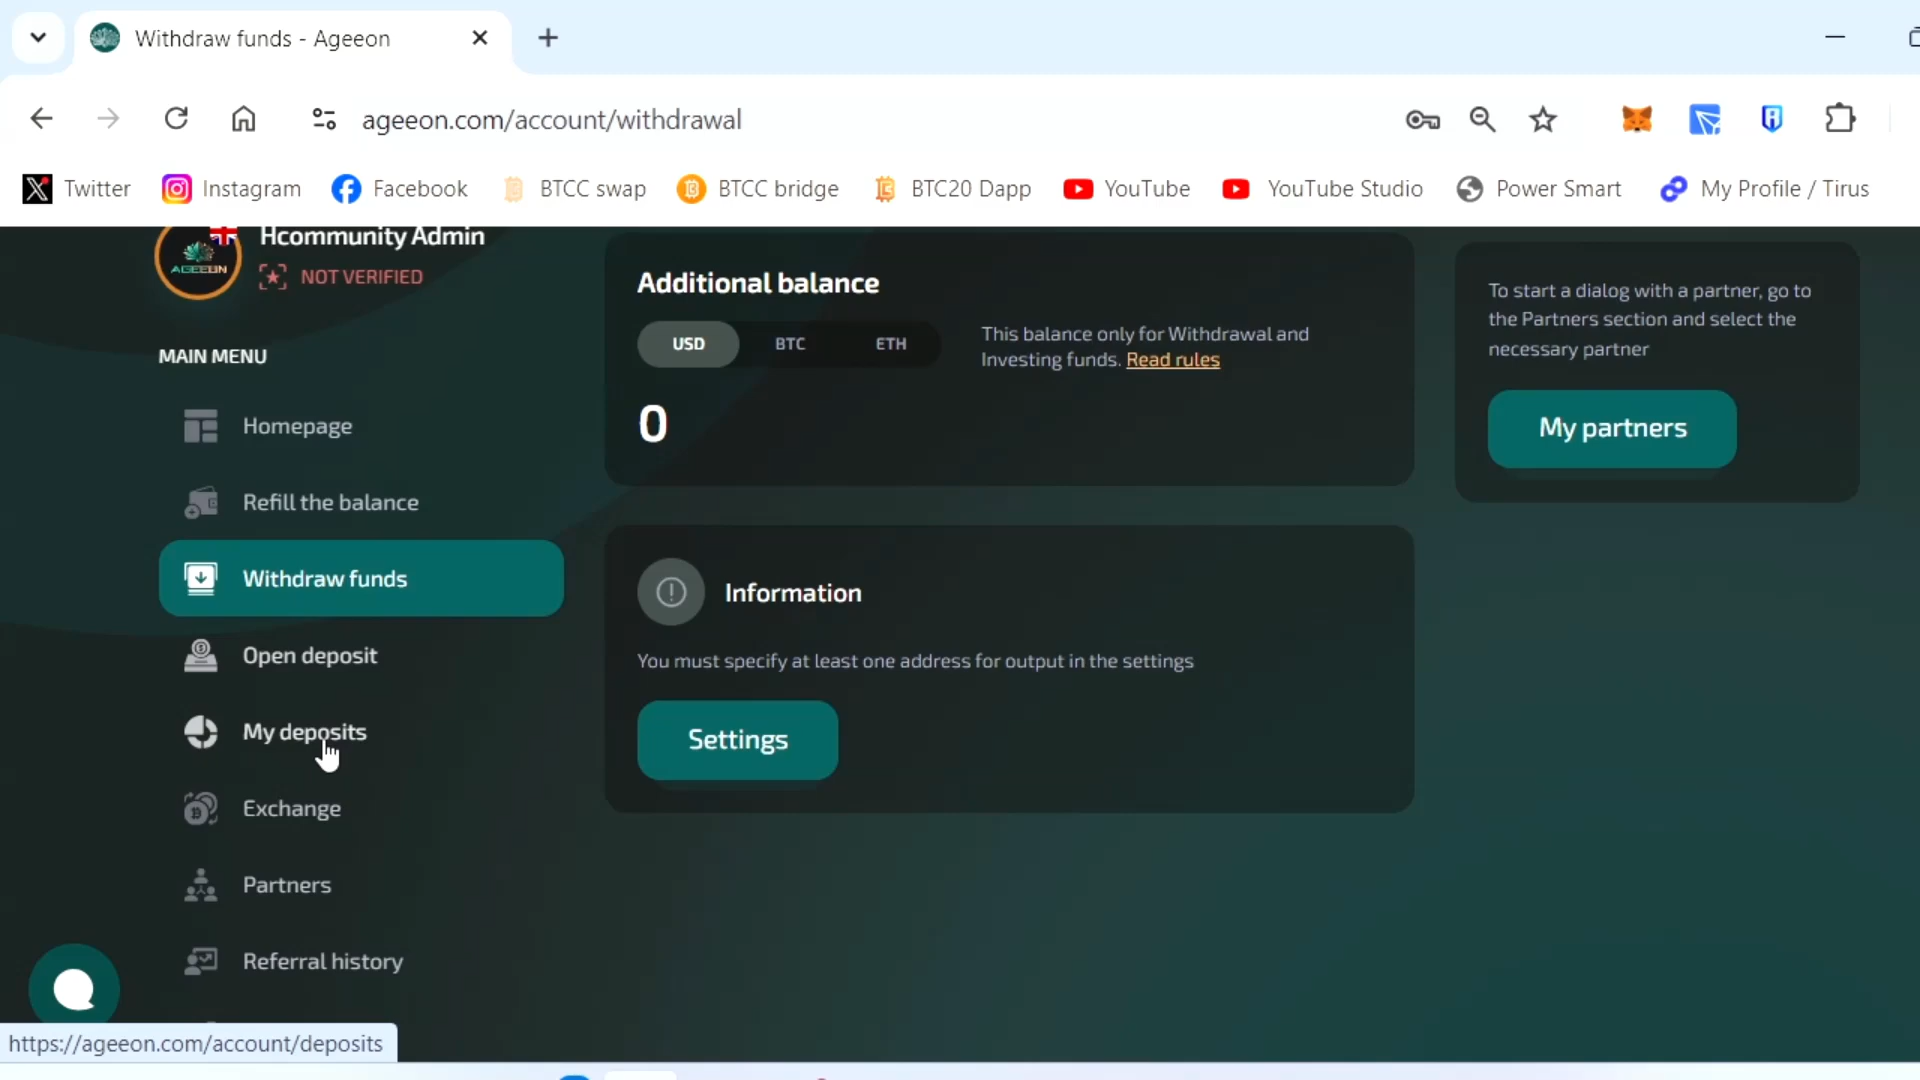 Withdraw funds - Ageeon
ageeon.com/account/withdrawal
Twitter
Instagram
Facebook
BTCC swap
BTCC bridge
BTC20 Dapp
YouTube
YouTube Studio
Power Smart
My Profile / Tirus
Hcommunity Admin
AGEEON
NOT VERIFIED
MAIN MENU
Homepage
Refill the balance
Withdraw funds
Open deposit
My deposits
Exchange
Partners
Referral history
Additional balance
USD BTC ETH
This balance only for Withdrawal and
Investing funds. Read rules
0
Information
You must specify at least one address for output in the settings
Settings
To start a dialog with a partner, go to
the Partners section and select the
necessary partner
My partners
https://ageeon.com/account/deposits